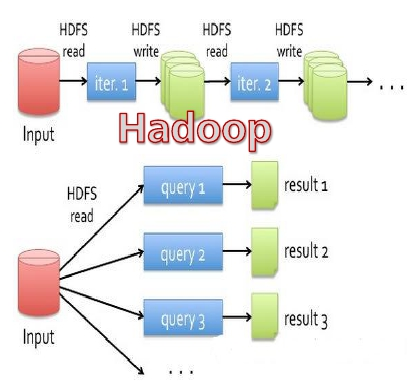 HDFS read
HDFS write
HDFS read
HDFS write
iter. 1
iter. 2
. . .
Input
Hadoop
HDFS read
query 1
result 1
query 2
result 2
query 3
result 3
Input
. . .